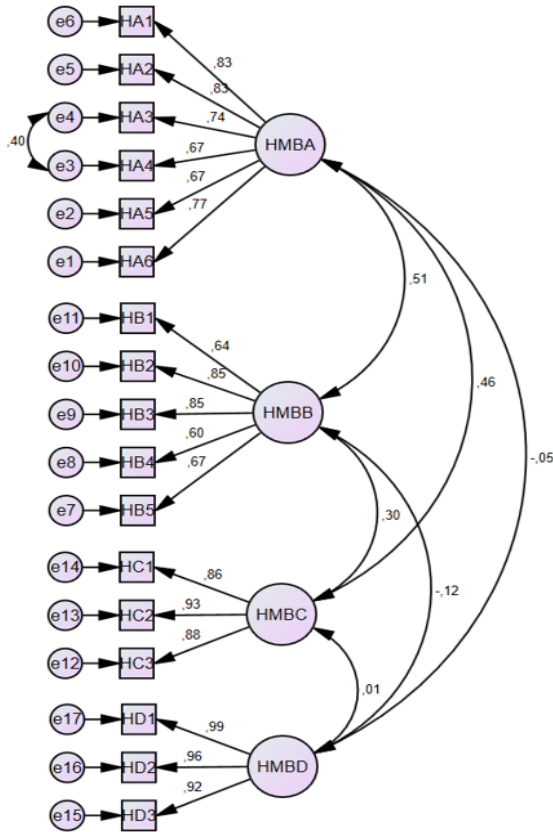 e6 HA1
,83
e5 HA2
,83
e4 HA3
,74
HMBA
,40
e3 HA4
,67
e2 HA5
,67
e1 HA6
,77
,51
e11 HB1
,64
e10 HB2
,85
,46
e9 HB3
,85
HMBB
e8 HB4
,60
-,05
e7 HB5
,67
,30
e14 HC1
,86
-,12
e13 HC2
,93
HMBC
e12 HC3
,88
,01
e17 HD1
,99
e16 HD2
,96
HMBD
e15 HD3
,92